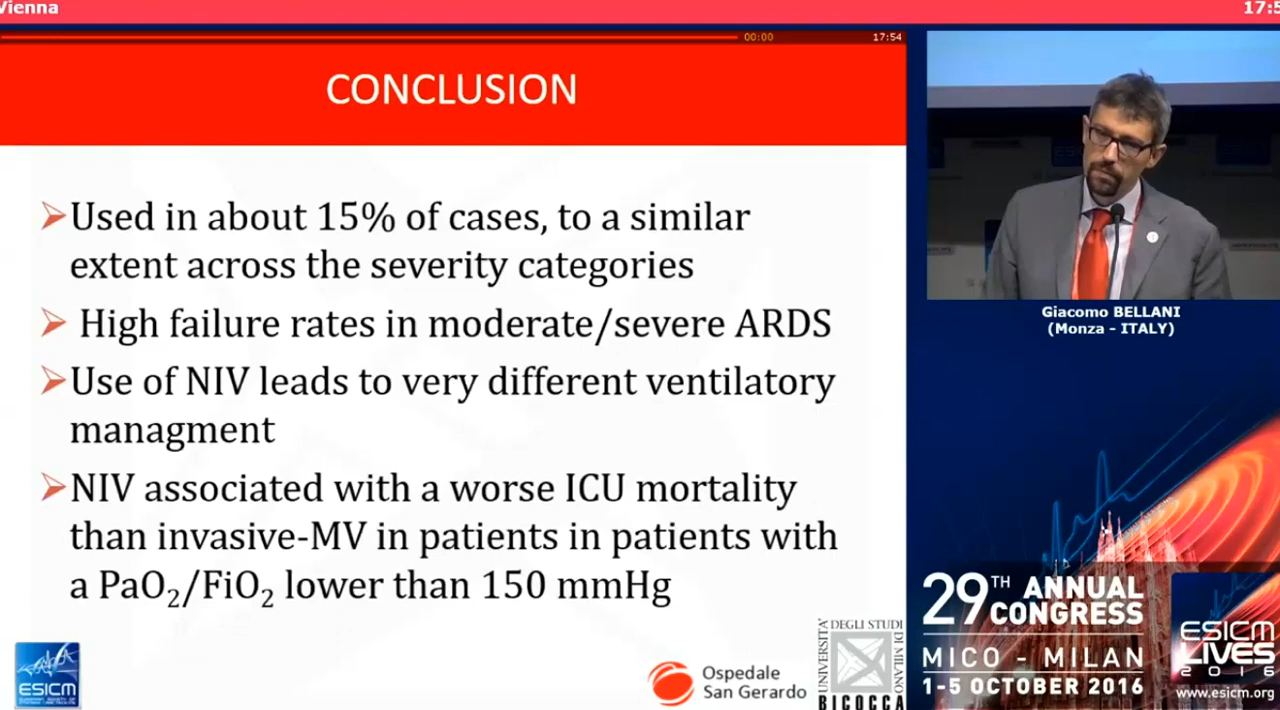 Vienna
17:5
00:00
17:54
CONCLUSION
➢Used in about 15% of cases, to a similar
extent across the severity categories
➢ High failure rates in moderate/severe ARDS
➢Use of NIV leads to very different ventilatory
managment
➢NIV associated with a worse ICU mortality
than invasive-MV in patients in patients with
a PaO₂/FiO₂ lower than 150 mmHg
Giacomo BELLANI
(Monza - ITALY)
29TH ANNUAL
CONGRESS
MICO - MILAN
1-5 OCTOBER 2016
ESICM
LIVES
2016
www.esicm.org
ESICM
Ospedale
San Gerardo
UNIVERSITA'
DEGLI STUDI
DI MILANO
BICOCCA